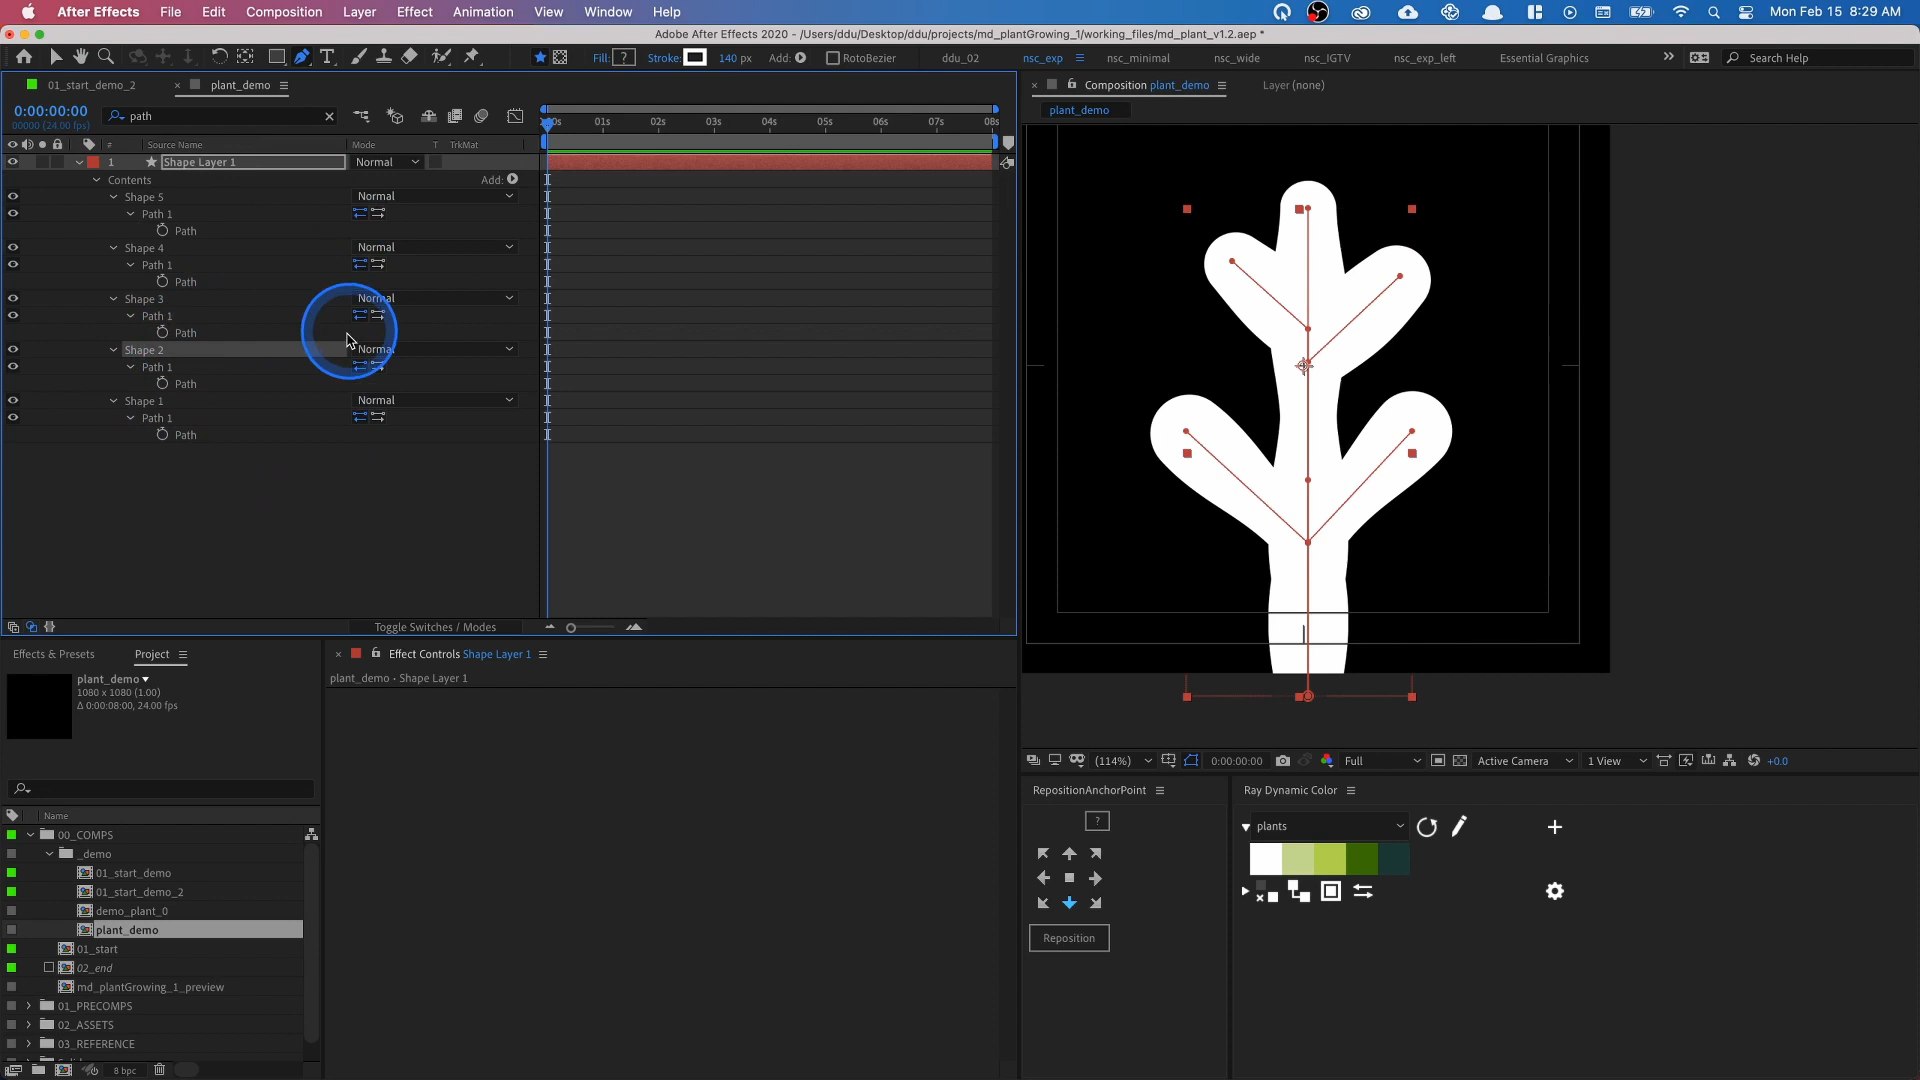 After Effects File Edit Composition Layer Effect Animation View Window Help Mon Feb 15 8:29 AM
Adobe After Effects 2020 - /Users/ddu/Desktop/ddu/projects/md_plantGrowing_1/working_files/md_plant_v1.2.aep *
Fill: ? Stroke: 140 px Add: RotoBezier ddu_02 nsc_exp nsc_minimal nsc_wide nsc_IGTV nsc_exp_left Essential Graphics Search Help
01_start_demo_2 × plant_demo
× Composition plant_demo Layer (none)
0:00:00:00
00000 (24.00 fps)
path
plant_demo
01s 02s 03s 04s 05s 06s 07s 08s
# Source Name Mode T TrkMat
1 Shape Layer 1 Normal
Contents Add:
Shape 5 Normal
Path 1
Path
Shape 4 Normal
Path 1
Path
Shape 3 Normal
Path 1
Path
Shape 2 Normal
Path 1
Path
Shape 1 Normal
Path 1
Path
Toggle Switches / Modes
Effects & Presets Project
× Effect Controls Shape Layer 1
plant_demo • Shape Layer 1
plant_demo
1080 x 1080 (1.00)
Δ 0:00:08:00, 24.00 fps
(114%) 0:00:00:00 Full Active Camera 1 View +0.0
RepositionAnchorPoint
?
Reposition
Ray Dynamic Color
plants
Name
00_COMPS
_demo
01_start_demo
01_start_demo_2
demo_plant_0
plant_demo
01_start
02_end
md_plantGrowing_1_preview
01_PRECOMPS
02_ASSETS
03_REFERENCE
8 bpc